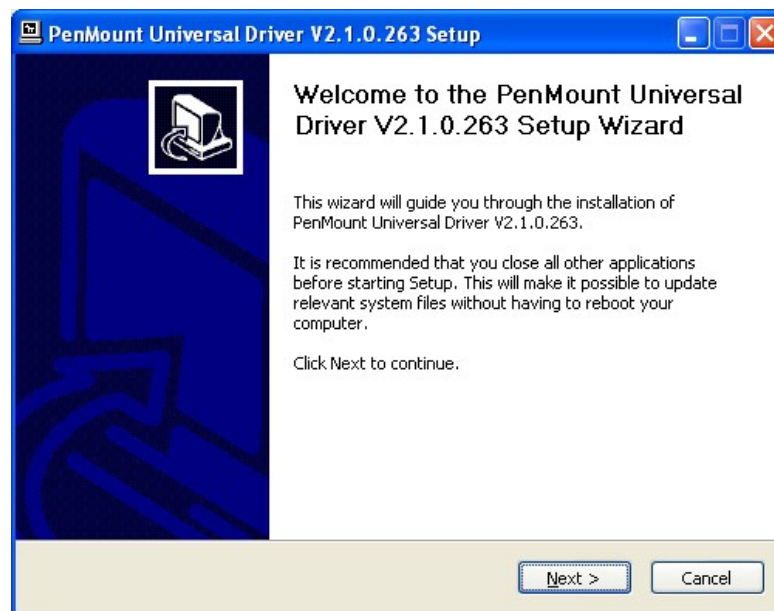 PenMount Universal Driver V2.1.0.263 Setup
Welcome to the PenMount Universal
Driver V2.1.0.263 Setup Wizard
This wizard will guide you through the installation of
PenMount Universal Driver V2.1.0.263.
It is recommended that you close all other applications
before starting Setup. This will make it possible to update
relevant system files without having to reboot your
computer.
Click Next to continue.
Next >
Cancel